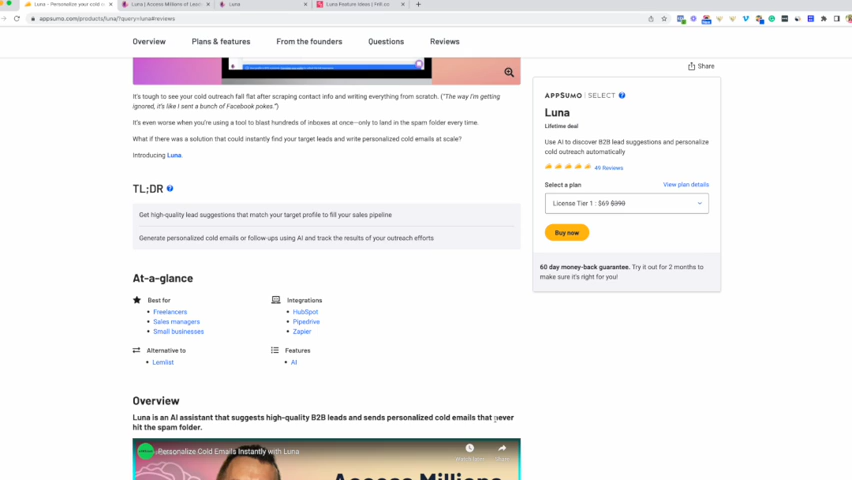 Luna - Personalize your cold o
Luna | Access Millions of Lead
Luna
Luna Feature Ideas | FHR.co
appsumo.com/products/luna/?query=luna#reviews
Overview Plans & features From the founders Questions Reviews
Share
It's tough to see your cold outreach fall flat after scraping contact info and writing everything from scratch. ("The way I'm getting
ignored, it's like I sent a bunch of Facebook pokes.")
It's even worse when you're using a tool to blast hundreds of inboxes at once—only to land in the spam folder every time.
What if there was a solution that could instantly find your target leads and write personalized cold emails at scale?
Introducing Luna.
TL;DR
Get high-quality lead suggestions that match your target profile to fill your sales pipeline
Generate personalized cold emails or follow-ups using AI and track the results of your outreach efforts
At-a-glance
Best for
Freelancers
Sales managers
Small businesses
Integrations
HubSpot
Pipedrive
Zapier
Alternative to
Lemlist
Features
AI
Overview
Luna is an AI assistant that suggests high-quality B2B leads and sends personalized cold emails that never
hit the spam folder.
Personalize Cold Emails Instantly with Luna
Access Millions
APPSUMO | SELECT
Luna
Lifetime deal
Use AI to discover B2B lead suggestions and personalize
cold outreach automatically
49 Reviews
Select a plan View plan details
License Tier 1 : $69 $390
Buy now
60 day money-back guarantee. Try it out for 2 months to
make sure it's right for you!